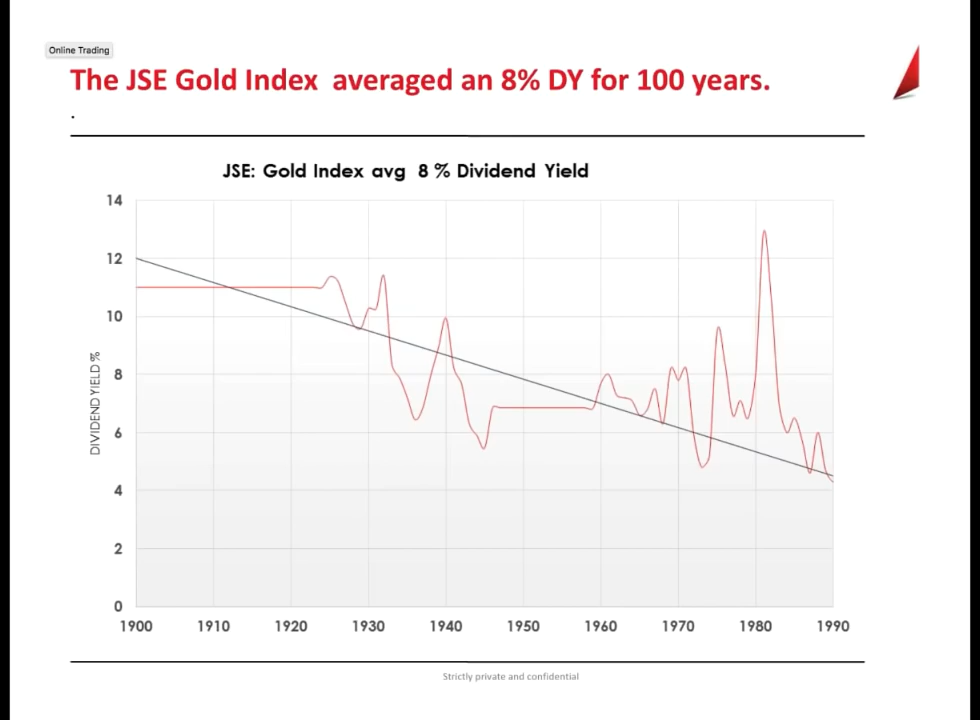 Online Trading
The JSE Gold Index  averaged an 8% DY for 100 years.
.
JSE: Gold Index avg  8 % Dividend Yield
DIVIDEND YIELD %
14
12
10
8
6
4
2
0
1900 1910 1920 1930 1940 1950 1960 1970 1980 1990
Strictly private and confidential